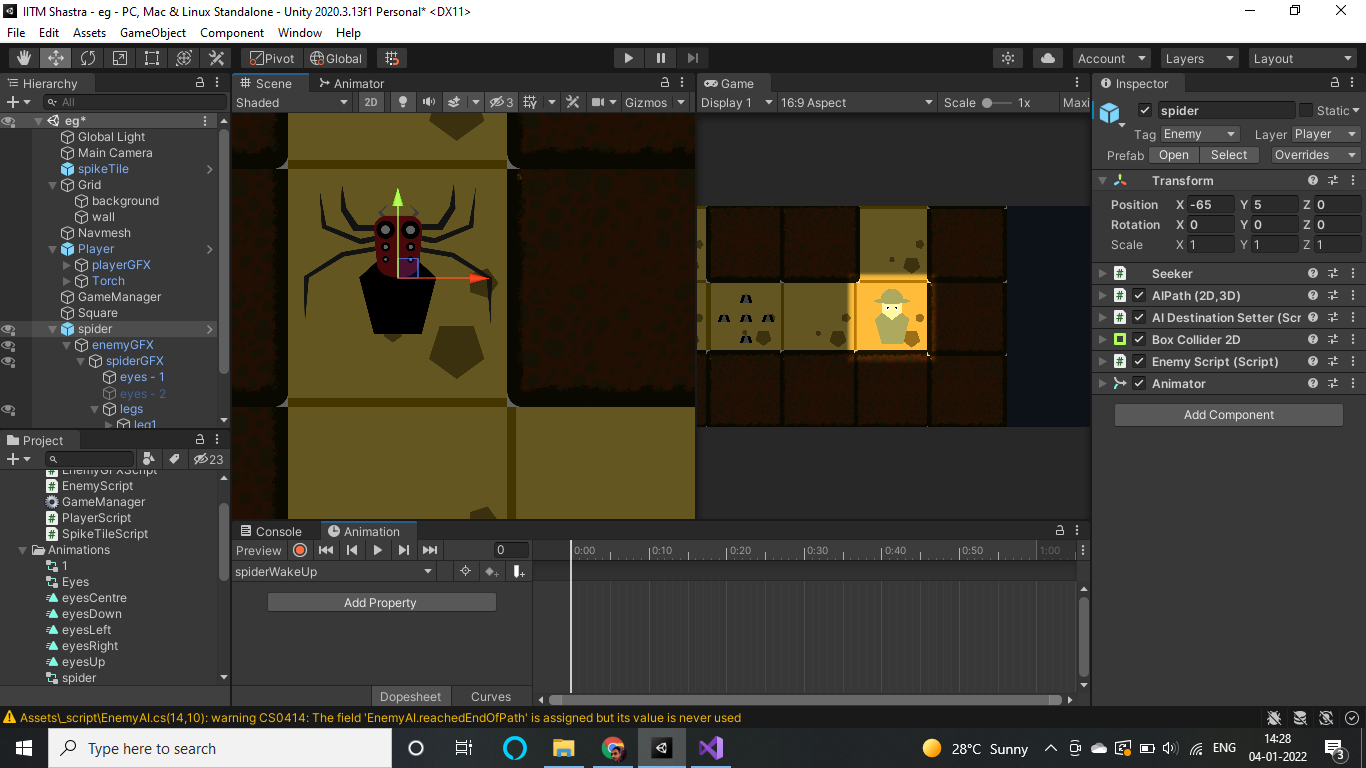 IITM Shastra - eg - PC, Mac & Linux Standalone - Unity 2020.3.13f1 Personal* <DX11>
File Edit Assets GameObject Component Window Help
Pivot Global Account Layers Layout
Hierarchy
All
eg*
Global Light
Main Camera
spikeTile
Grid
background
wall
Navmesh
Player
playerGFX
Torch
GameManager
Square
spider
enemyGFX
spiderGFX
eyes - 1
eyes - 2
legs
leg1
Scene Animator
Shaded 2D 3 Gizmos
Game
Display 1 16:9 Aspect Scale 1x Maxi
Inspector
spider Static
Tag Enemy Layer Player
Prefab Open Select Overrides
Transform
Position X -65 Y 5 Z 0
Rotation X 0 Y 0 Z 0
Scale X 1 Y 1 Z 1
Seeker
AIPath (2D,3D)
AI Destination Setter (Scr
Box Collider 2D
Enemy Script (Script)
Animator
Add Component
Project
23
EnemyGFXScript
EnemyScript
GameManager
PlayerScript
SpikeTileScript
Animations
1
Eyes
eyesCentre
eyesDown
eyesLeft
eyesRight
eyesUp
spider
Console Animation
Preview 0 0:00 0:10 0:20 0:30 0:40 0:50 1:00
spiderWakeUp
Add Property
Dopesheet Curves
Assets\_script\EnemyAI.cs(14,10): warning CS0414: The field 'EnemyAI.reachedEndOfPath' is assigned but its value is never used
Type here to search
28°C Sunny
ENG
14:28
04-01-2022
3